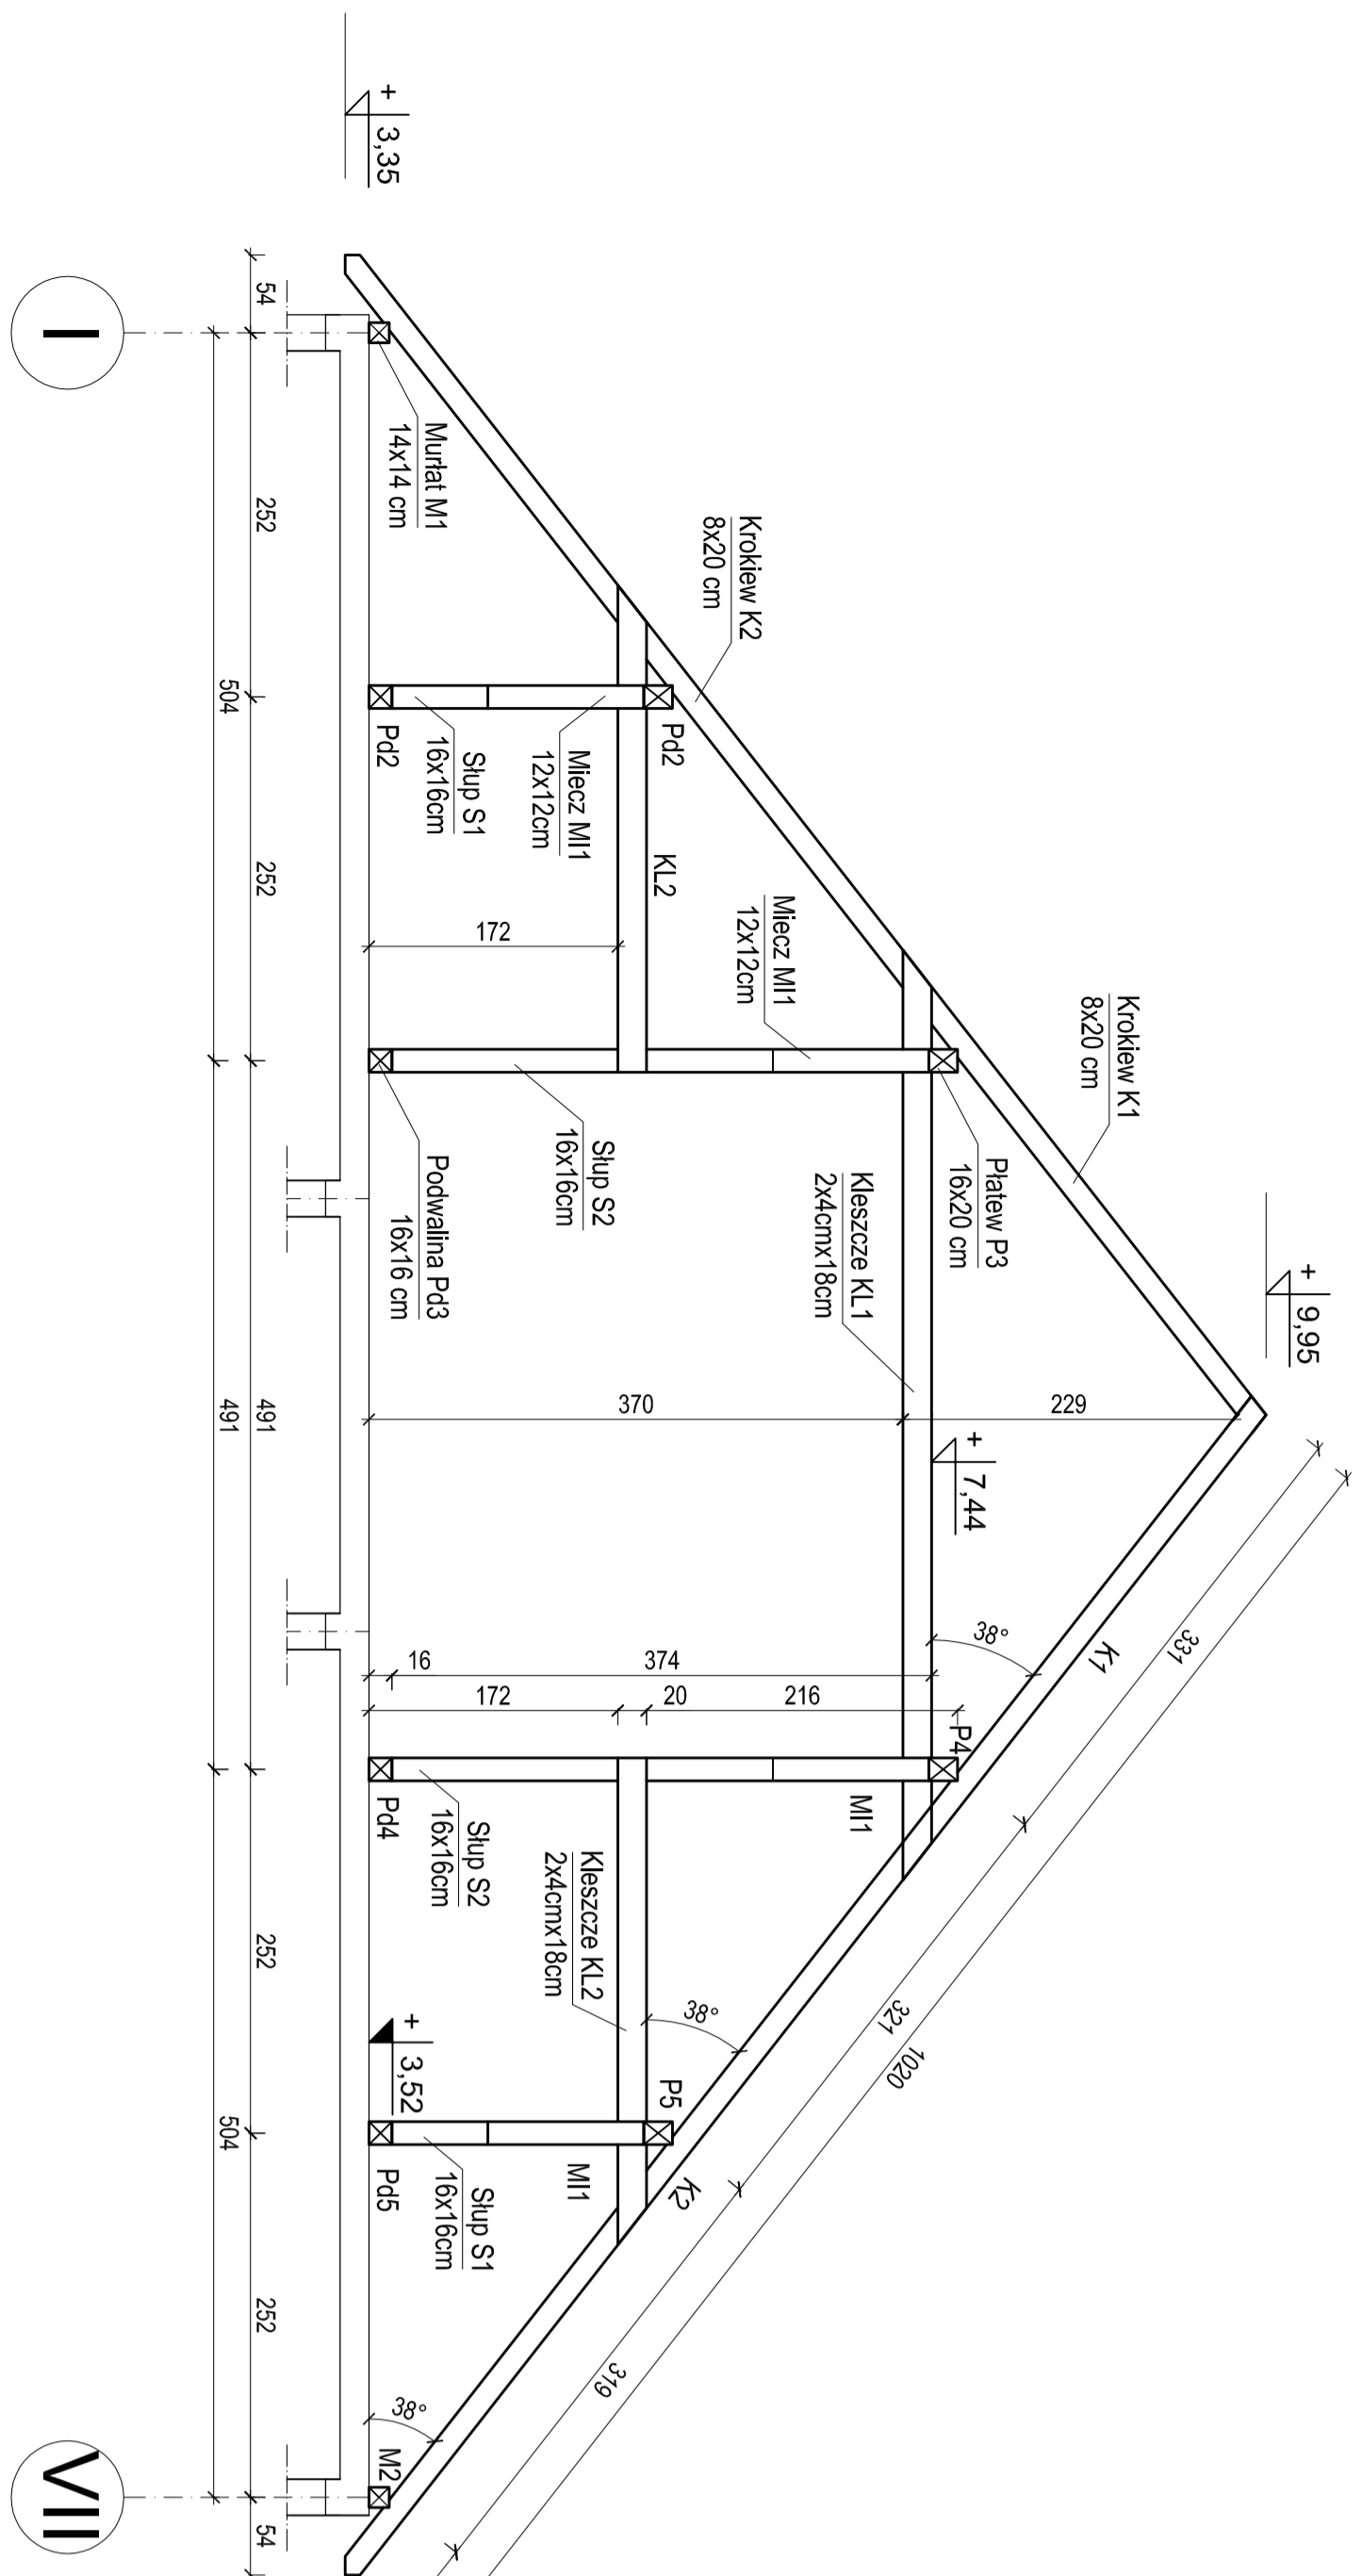 + 9,95
Krokiew K1
8x20 cm
Płatew P3
16x20 cm
Kleszcze KL1
2x4cmx18cm
229
+ 7,44
38°
K1
331
1020
321
319
Krokiew K2
8x20 cm
Miecz MI1
12x12cm
KL2
Pd2
Miecz MI1
12x12cm
Słup S1
16x16cm
Pd2
Murłat M1
14x14 cm
172
Słup S2
16x16cm
Podwalina Pd3
16x16 cm
370
374
16
216
20
172
P4
MI1
Kleszcze KL2
2x4cmx18cm
Słup S2
16x16cm
Pd4
38°
P5
K2
MI1
Słup S1
16x16cm
Pd5
+ 3,52
38°
M2
+ 3,35
54
252
252
491
252
252
54
504
491
504
I
VII